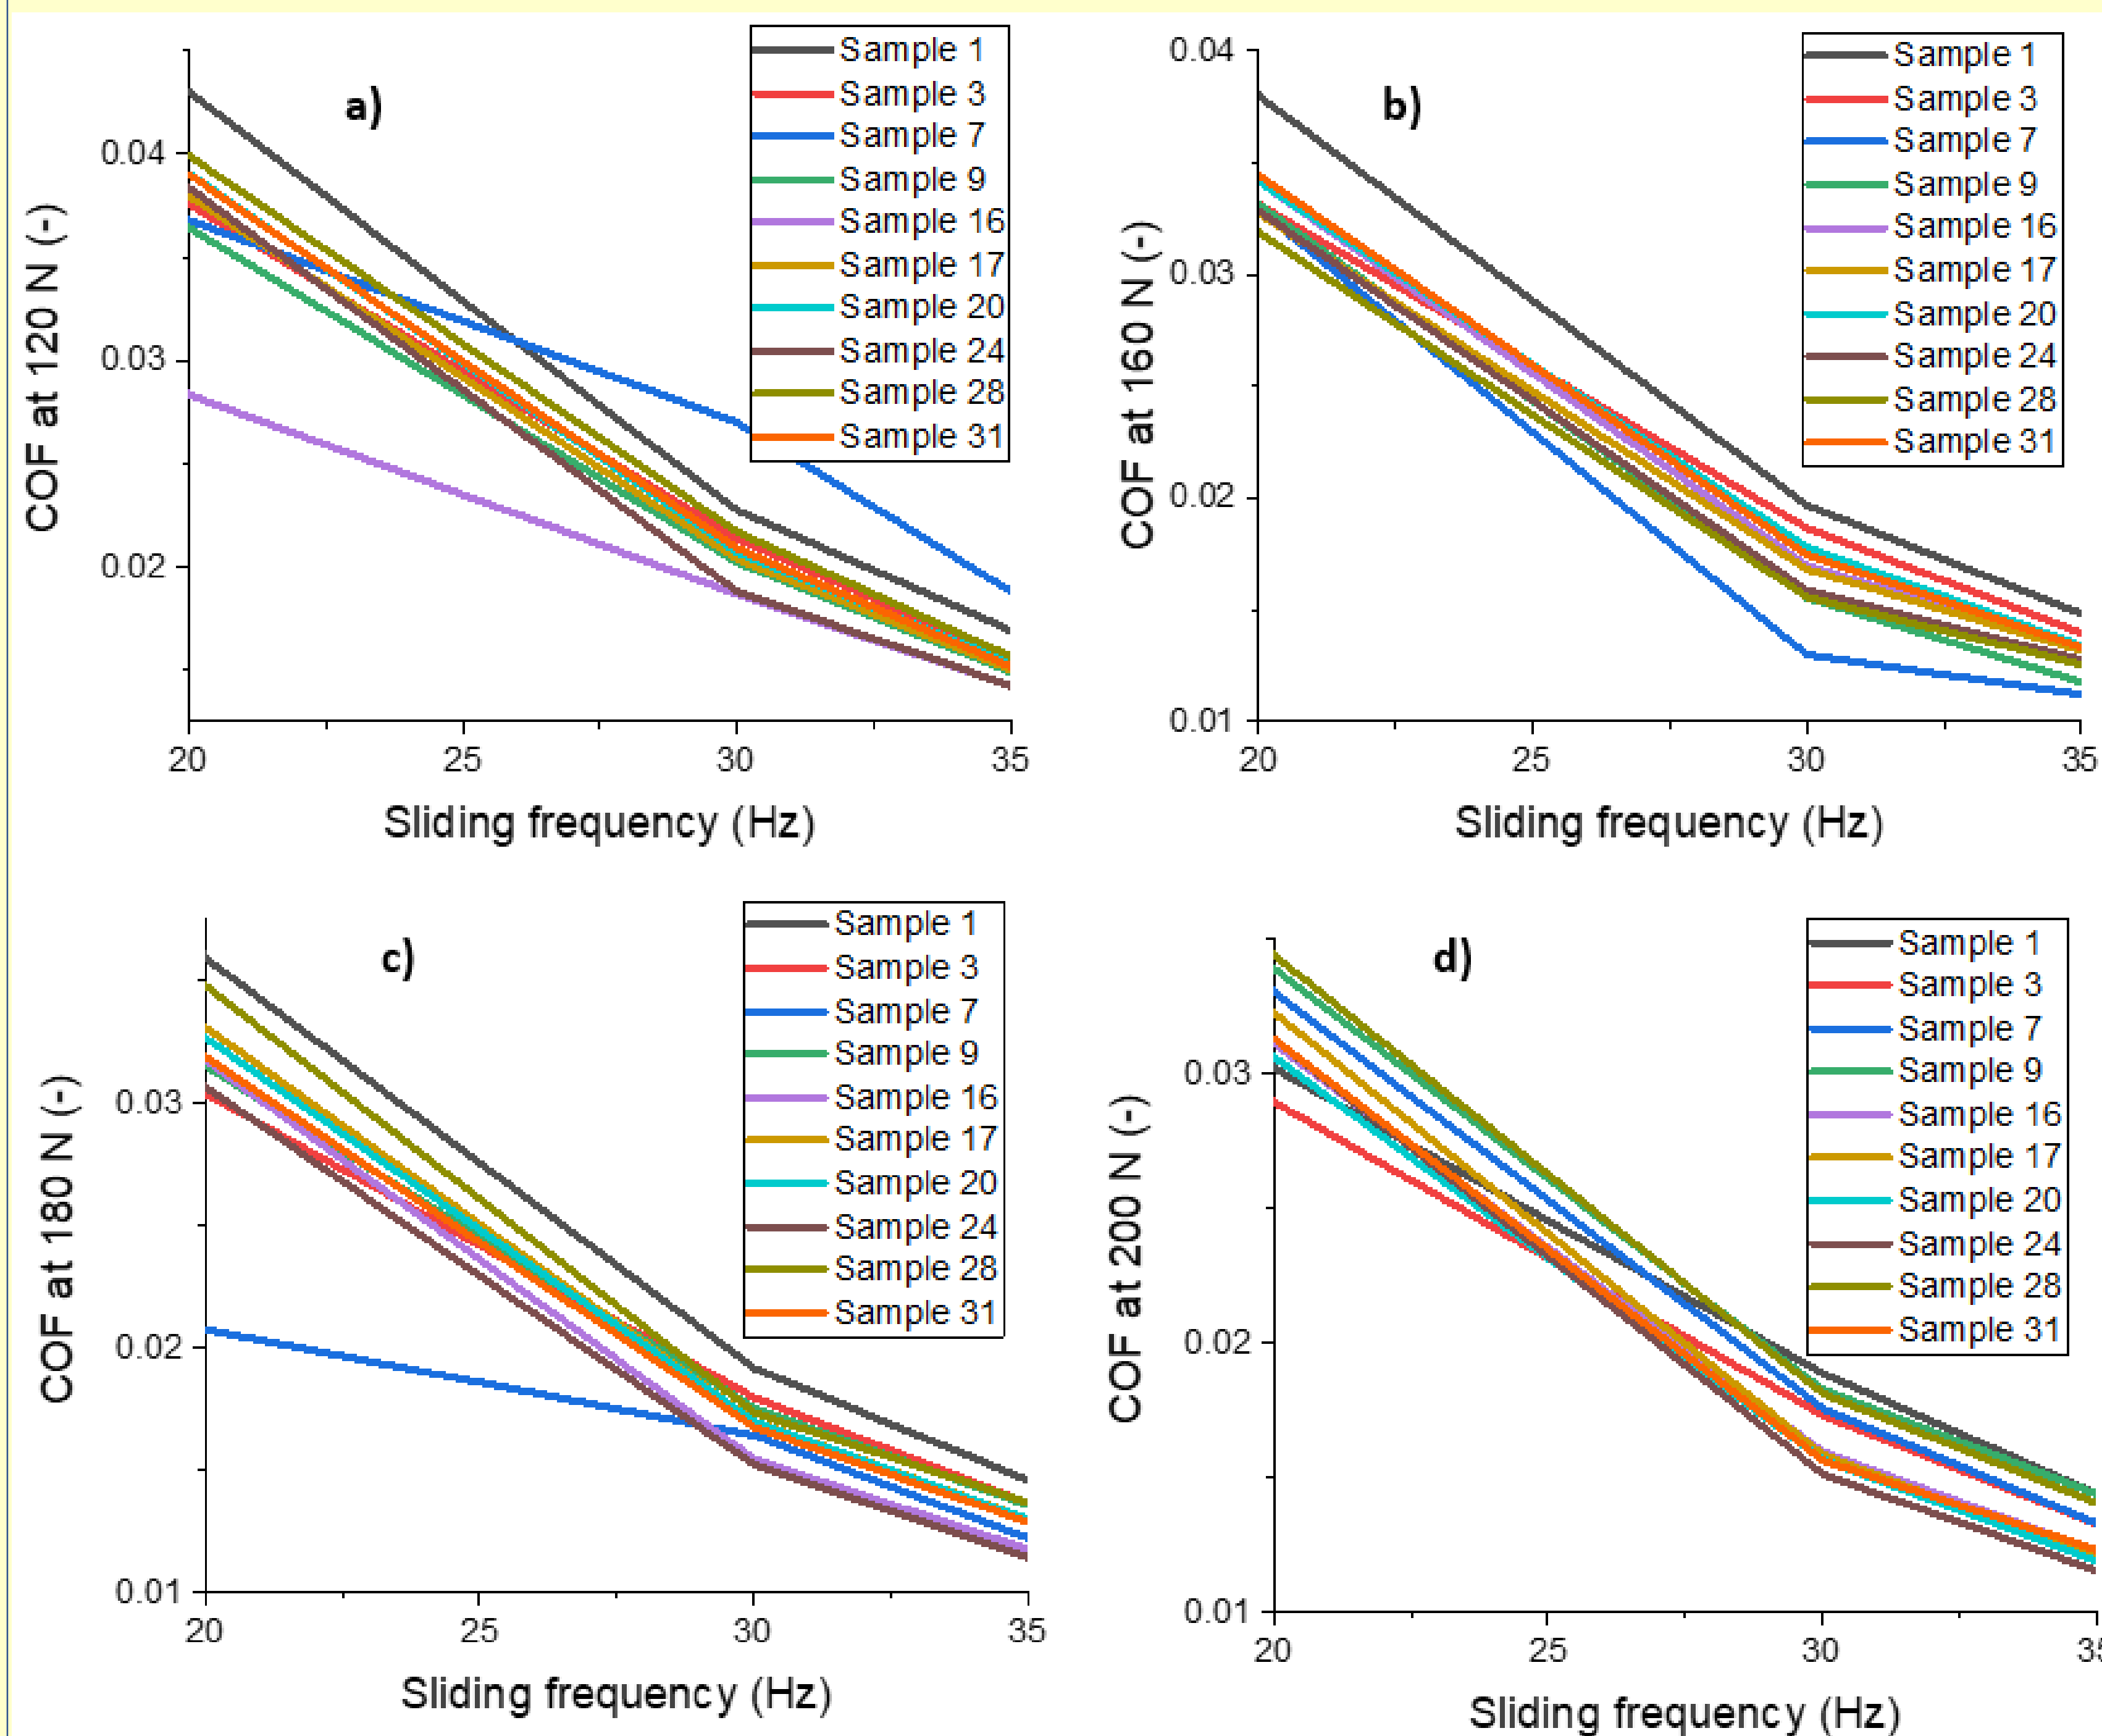 a)
COF at 120 N (-)
0.04
0.03
0.02
20 25 30 35
Sliding frequency (Hz)
Sample 1
Sample 3
Sample 7
Sample 9
Sample 16
Sample 17
Sample 20
Sample 24
Sample 28
Sample 31
b)
COF at 160 N (-)
0.04
0.03
0.02
0.01
20 25 30 35
Sliding frequency (Hz)
Sample 1
Sample 3
Sample 7
Sample 9
Sample 16
Sample 17
Sample 20
Sample 24
Sample 28
Sample 31
c)
COF at 180 N (-)
0.03
0.02
0.01
20 25 30 35
Sliding frequency (Hz)
Sample 1
Sample 3
Sample 7
Sample 9
Sample 16
Sample 17
Sample 20
Sample 24
Sample 28
Sample 31
d)
COF at 200 N (-)
0.03
0.02
0.01
20 25 30 35
Sliding frequency (Hz)
Sample 1
Sample 3
Sample 7
Sample 9
Sample 16
Sample 17
Sample 20
Sample 24
Sample 28
Sample 31